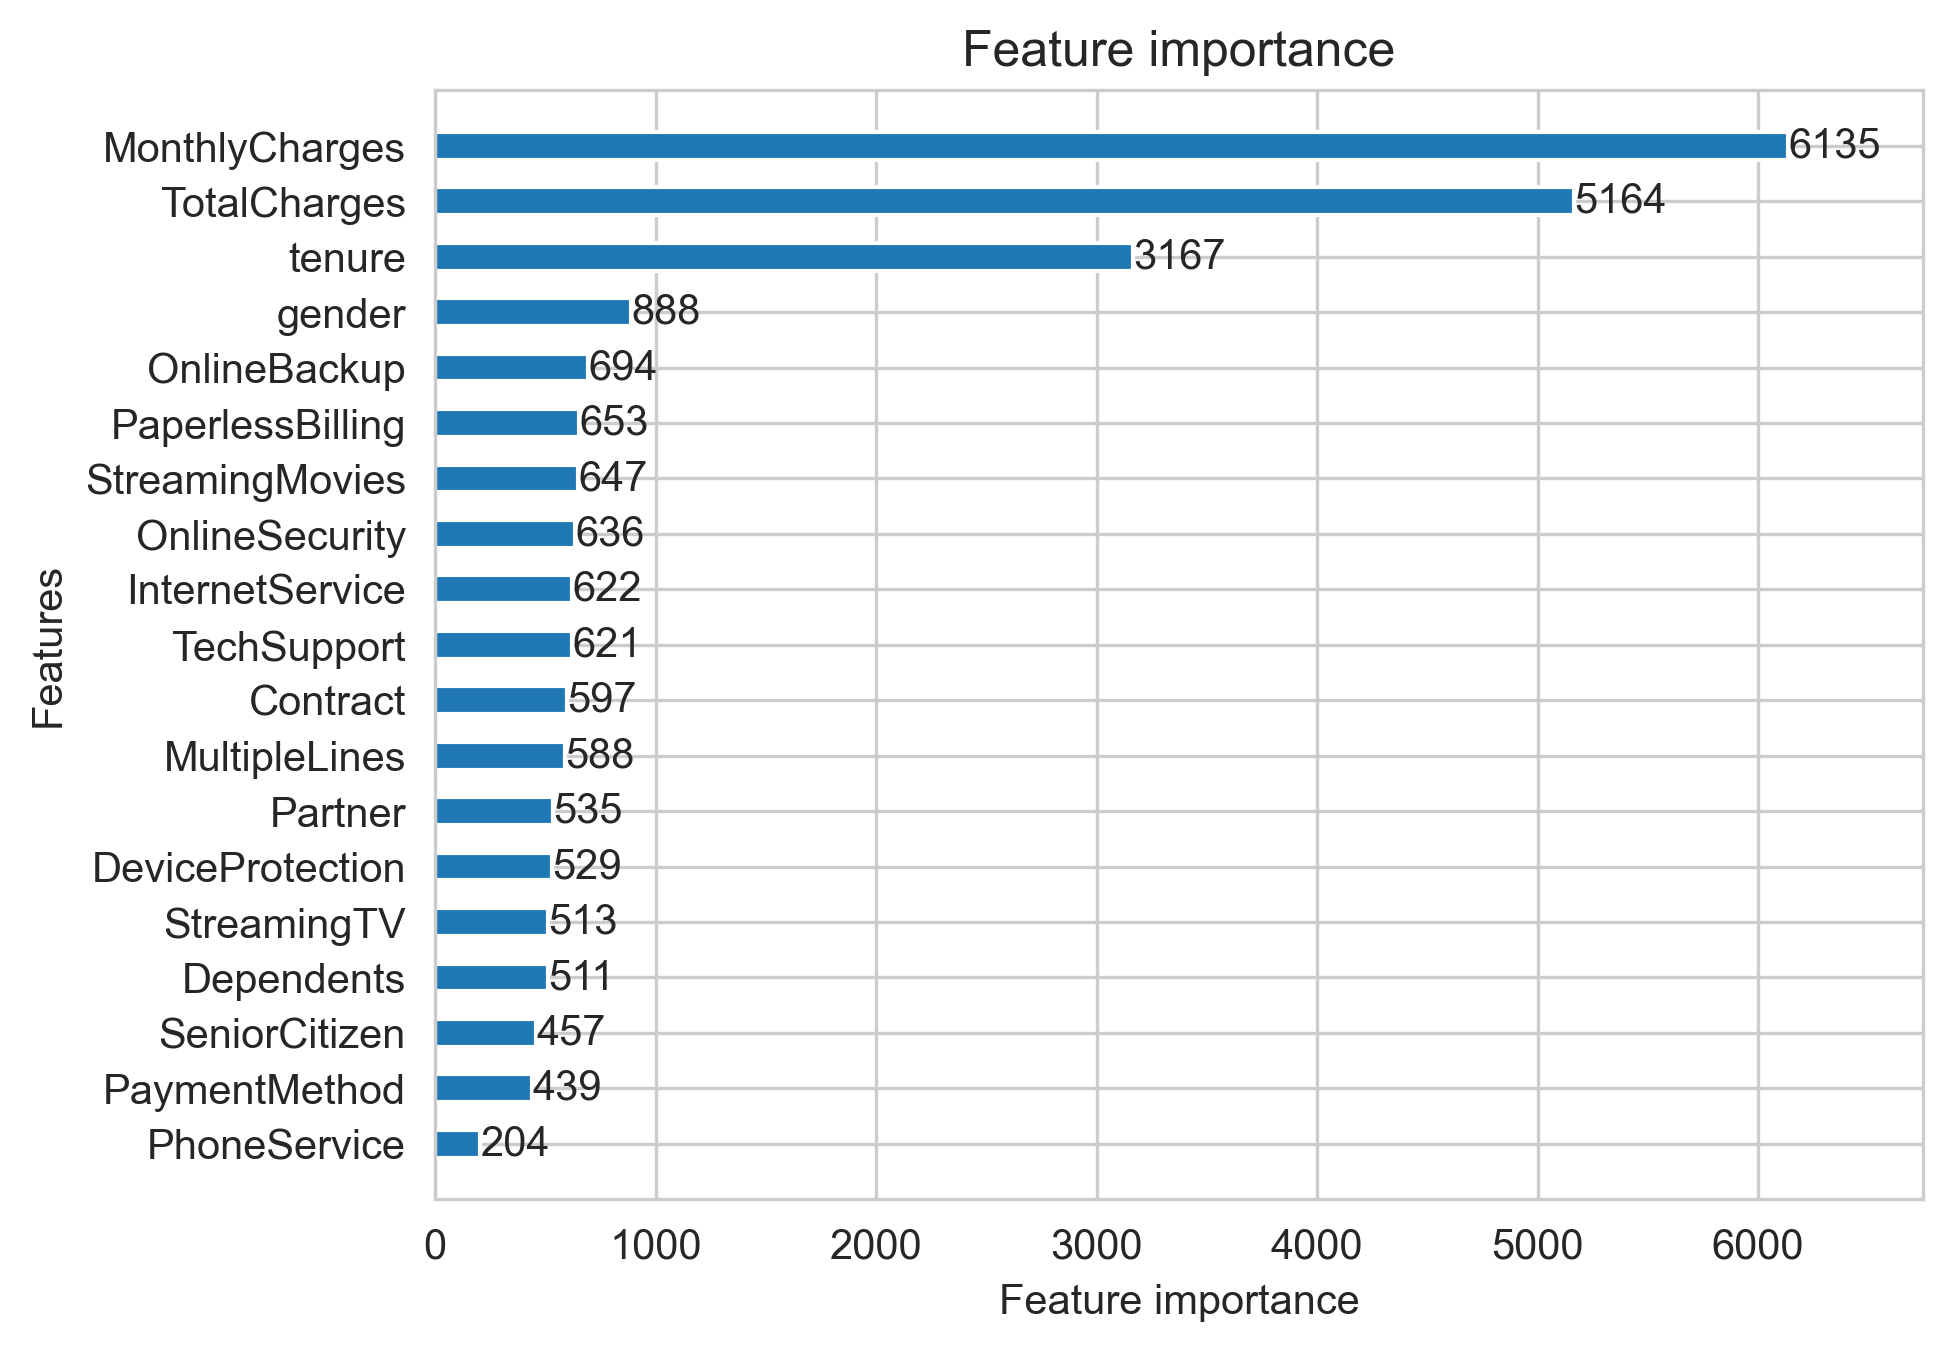 Feature importance
MonthlyCharges 6135
TotalCharges 5164
tenure 3167
gender 888
OnlineBackup 694
PaperlessBilling 653
StreamingMovies 647
OnlineSecurity 636
InternetService 622
TechSupport 621
Contract 597
MultipleLines 588
Partner 535
DeviceProtection 529
StreamingTV 513
Dependents 511
SeniorCitizen 457
PaymentMethod 439
PhoneService 204
Features
0 1000 2000 3000 4000 5000 6000
Feature importance